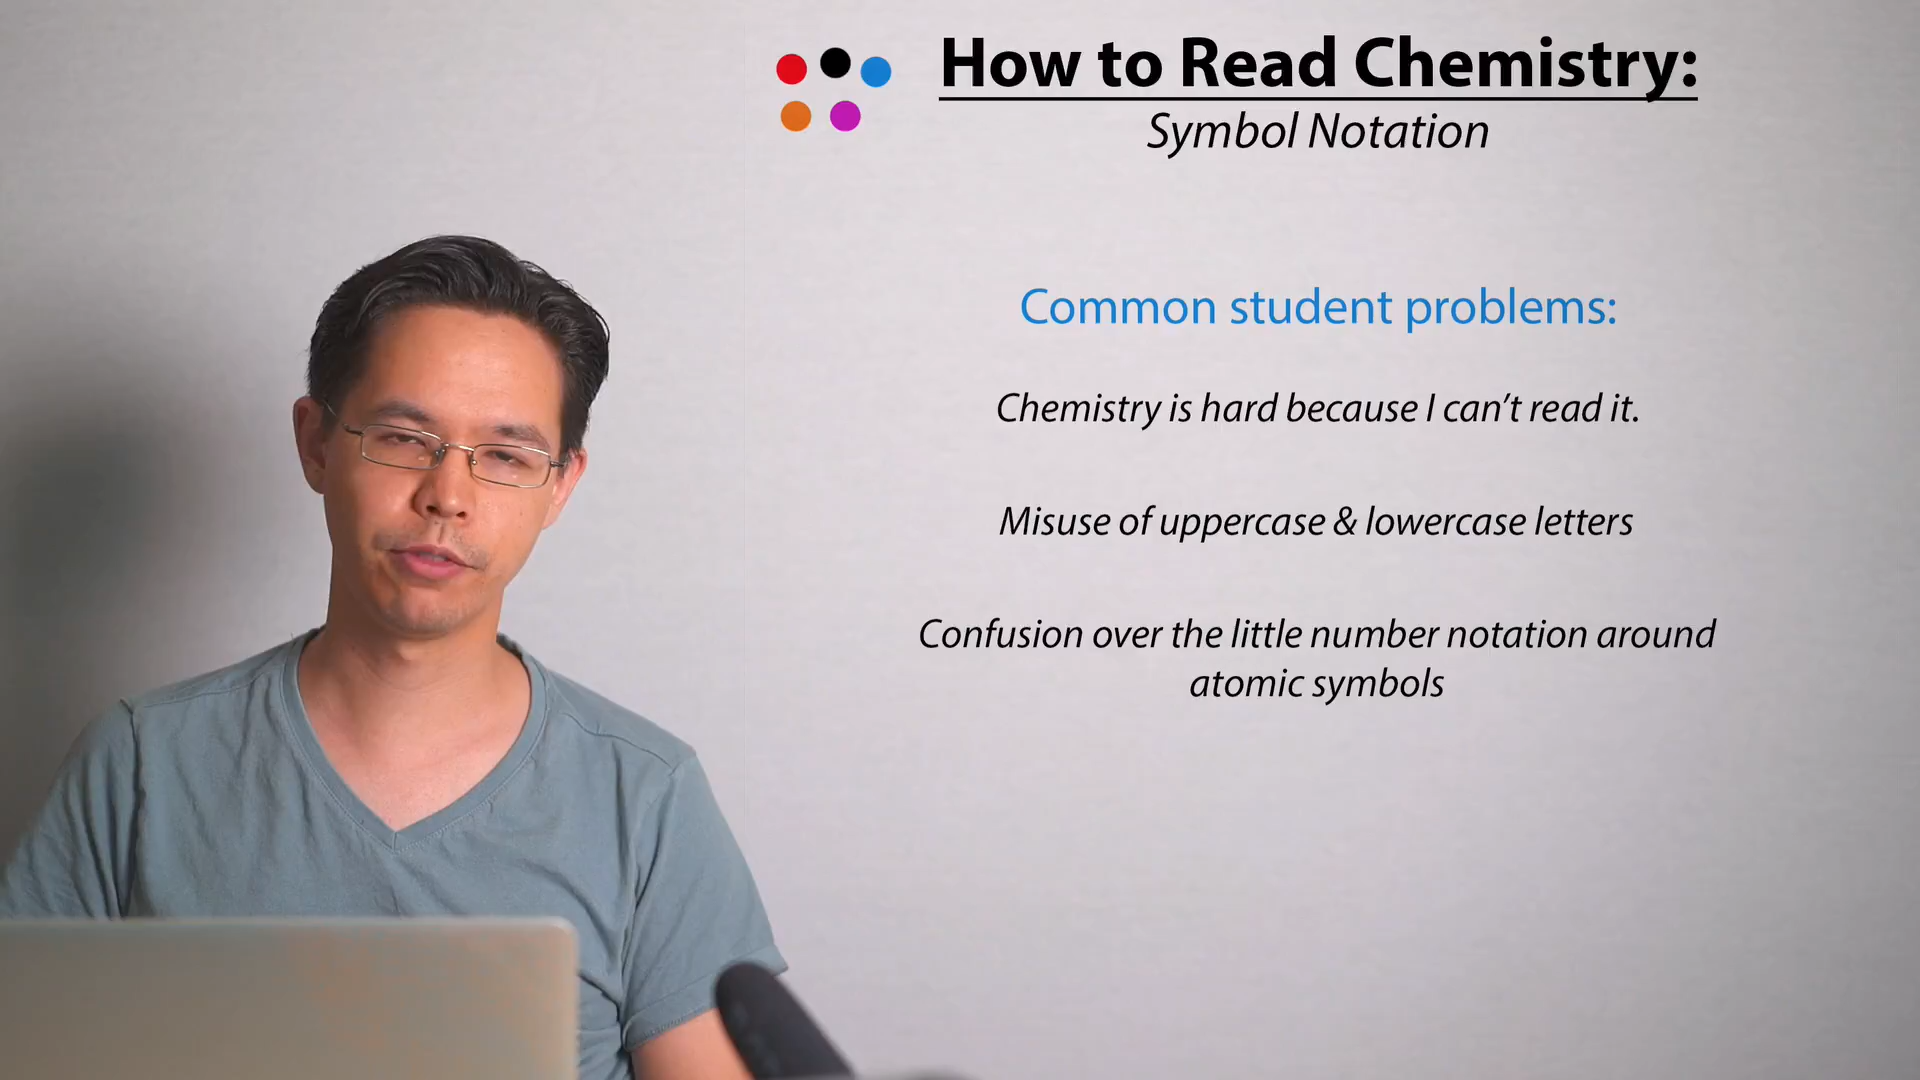 How to Read Chemistry:
Symbol Notation
Common student problems:
Chemistry is hard because I can’t read it.
Misuse of uppercase & lowercase letters
Confusion over the little number notation around
atomic symbols